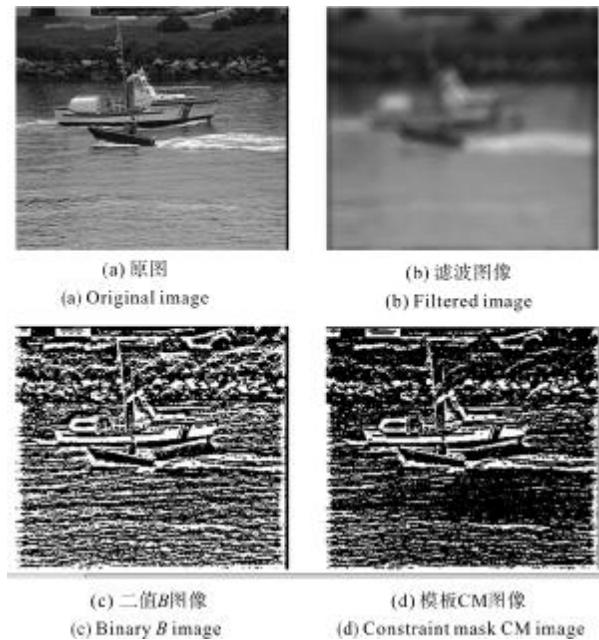 (a) 原图
(a) Original image
(b) 滤波图像
(b) Filtered image
(c) 二值B图像
(c) Binary B image
(d) 模板CM图像
(d) Constraint mask CM image